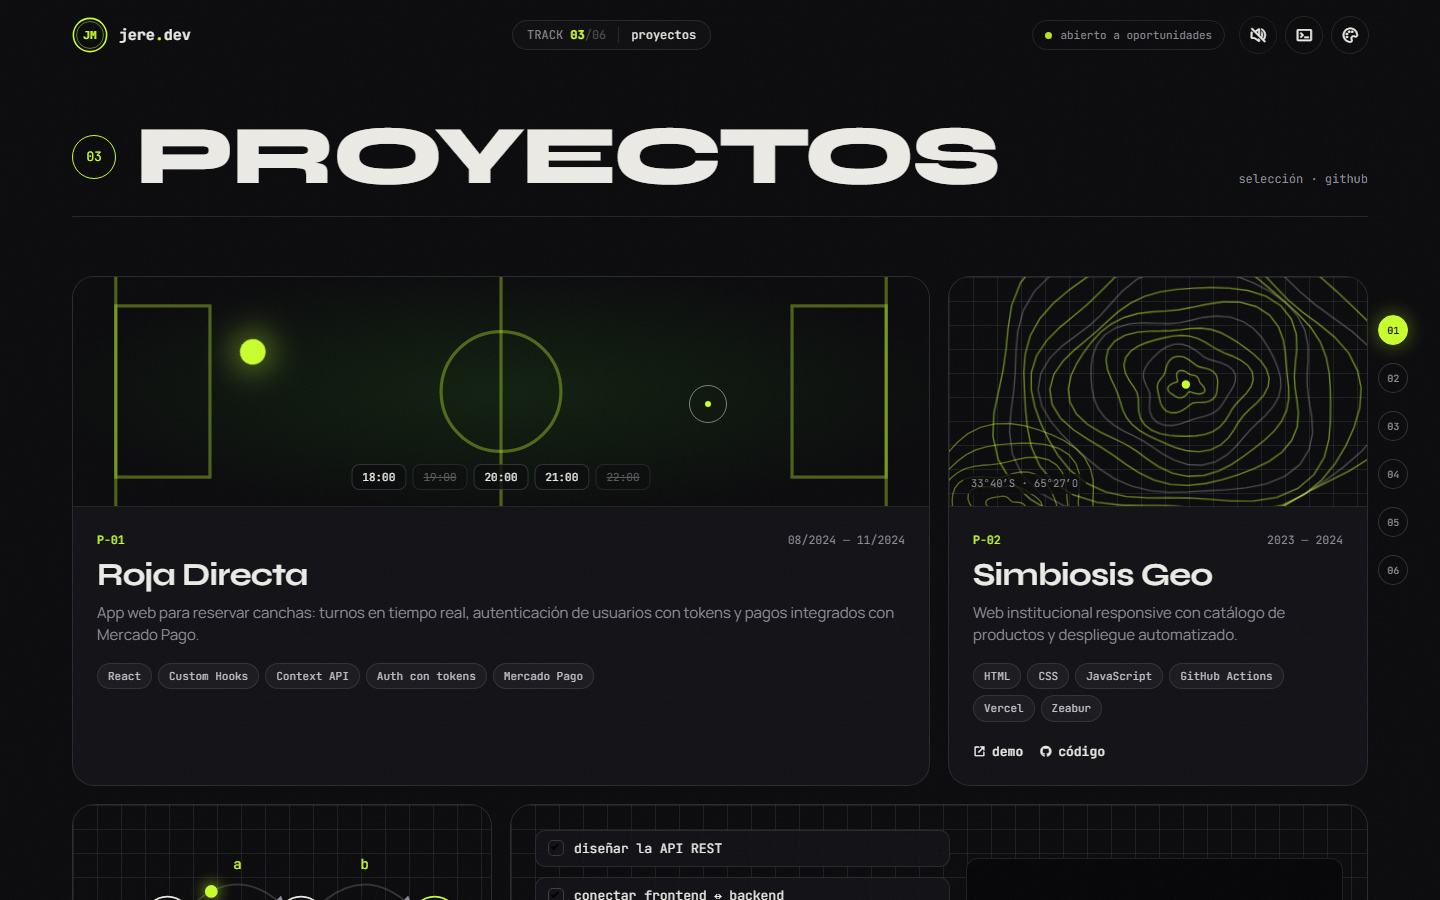 JM jere.dev
TRACK 03/06 proyectos
abierto a oportunidades
03 PROYECTOS
selección · github
18:00 19:00 20:00 21:00 22:00
33°40'S · 65°27'O
P-01 08/2024 — 11/2024
Roja Directa
App web para reservar canchas: turnos en tiempo real, autenticación de usuarios con tokens y pagos integrados con
Mercado Pago.
React Custom Hooks Context API Auth con tokens Mercado Pago
P-02 2023 — 2024
Simbiosis Geo
Web institucional responsive con catálogo de
productos y despliegue automatizado.
HTML CSS JavaScript GitHub Actions
Vercel Zeabur
demo código
01
02
03
04
05
06
a b
diseñar la API REST
conectar frontend ↔ backend